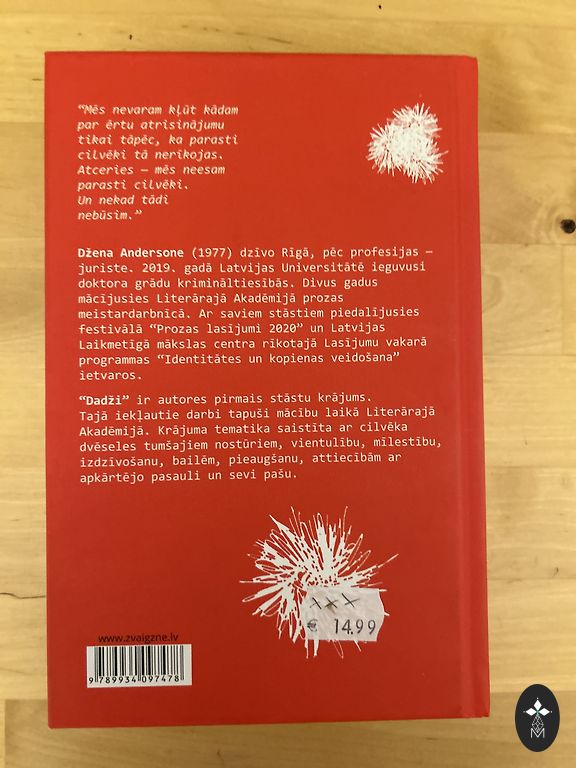 “Mēs nevaram kļūt kādam
par ērtu atrisinājumu
tikai tāpēc, ka parasti
cilvēki tā nerīkojas.
Atceries – mēs neesam
parasti cilvēki.
Un nekad tādi
nebūsim.”
Džena Andersone (1977) dzīvo Rīgā, pēc profesijas –
juriste. 2019. gadā Latvijas Universitātē ieguvusi
doktora grādu krimināltiesībās. Divus gadus
mācījusies Literārajā Akadēmijā prozas
meistardarbnīcā. Ar saviem stāstiem piedalījusies
festivālā “Prozas lasījumi 2020” un Latvijas
Laikmetīgā mākslas centra rīkotajā Lasījumu vakarā
programmas “Identitātes un kopienas veidošana”
ietvaros.
“Dadži” ir autores pirmais stāstu krājums.
Tajā iekļautie darbi tapuši mācību laikā Literārajā
Akadēmijā. Krājuma tematika saistīta ar cilvēka
dvēseles tumšajiem nostūriem, vientulību, mīlestību,
izdzīvošanu, bailēm, pieaugšanu, attiecībām ar
apkārtējo pasauli un sevi pašu.
xxx
€ 14.99
www.zvaigzne.lv
9 789934 097478
M